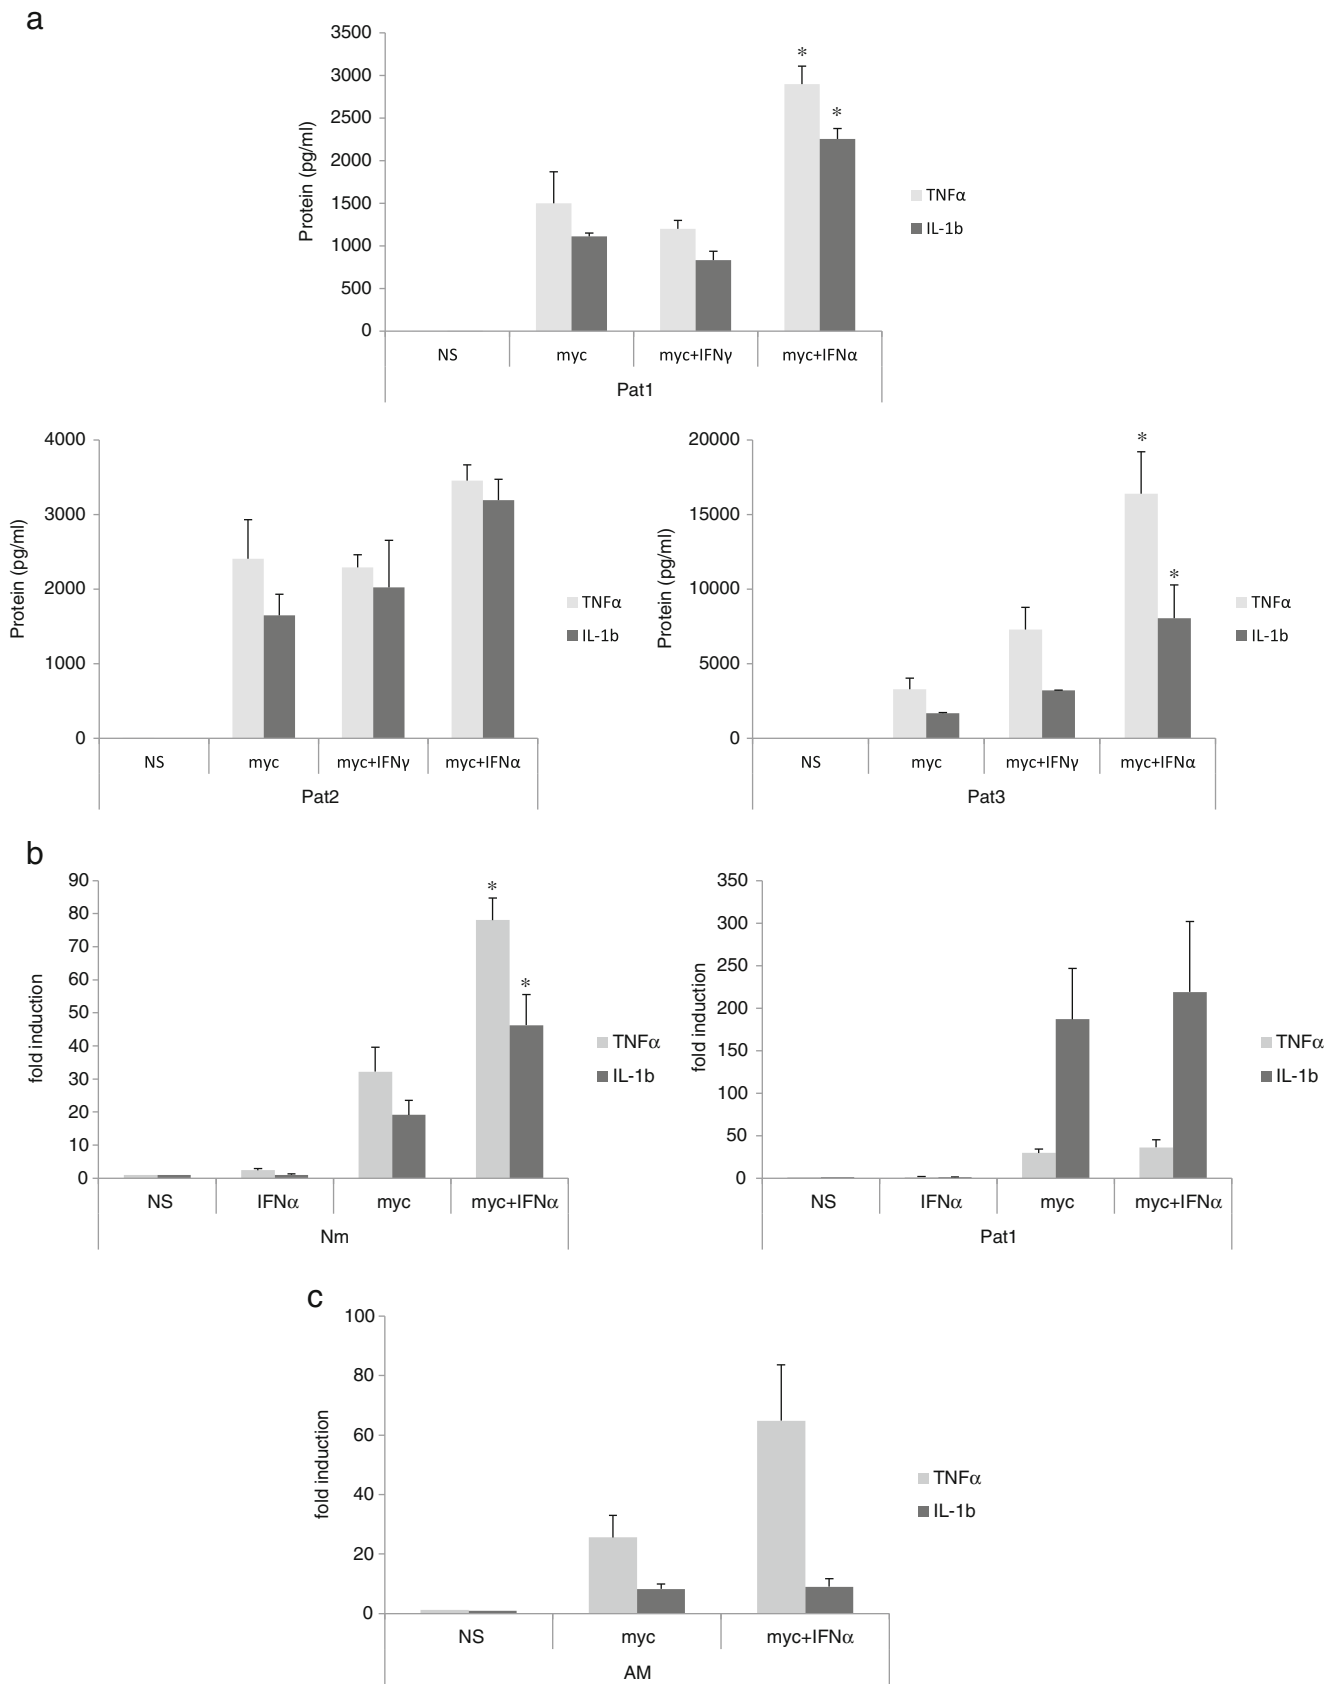 a
3500
3000
2500
2000
1500
1000
500
0
Protein (pg/ml)
*
*
TNFα
IL-1b
NS myc myc+IFNγ myc+IFNα
Pat1
4000
3000
2000
1000
0
Protein (pg/ml)
TNFα
IL-1b
NS myc myc+IFNγ myc+IFNα
Pat2
20000
15000
10000
5000
0
Protein (pg/ml)
*
*
TNFα
IL-1b
NS myc myc+IFNγ myc+IFNα
Pat3
b
90
80
70
60
50
40
30
20
10
0
fold induction
*
*
TNFα
IL-1b
NS IFNα myc myc+IFNα
Nm
350
300
250
200
150
100
50
0
fold induction
TNFα
IL-1b
NS IFNα myc myc+IFNα
Pat1
c
100
80
60
40
20
0
fold induction
TNFα
IL-1b
NS myc myc+IFNα
AM